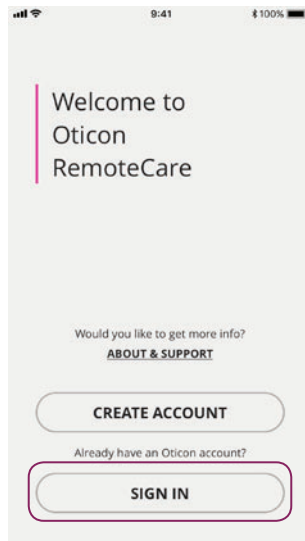 9:41
100%
Welcome to
Oticon
RemoteCare
Would you like to get more info?
ABOUT & SUPPORT
CREATE ACCOUNT
Already have an Oticon account?
SIGN IN